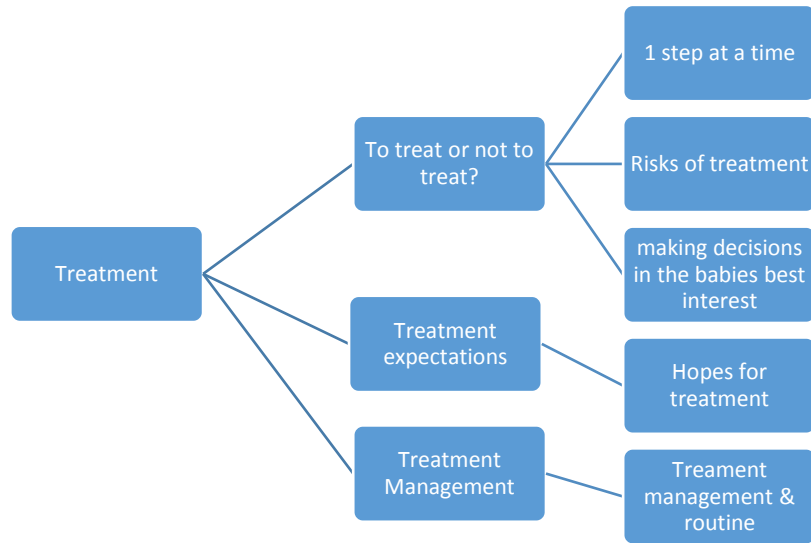 Treatment
To treat or not to
treat?
Treatment
expectations
Treatment
Management
1 step at a time
Risks of treatment
making decisions
in the babies best
interest
Hopes for
treatment
Treament
management &
routine